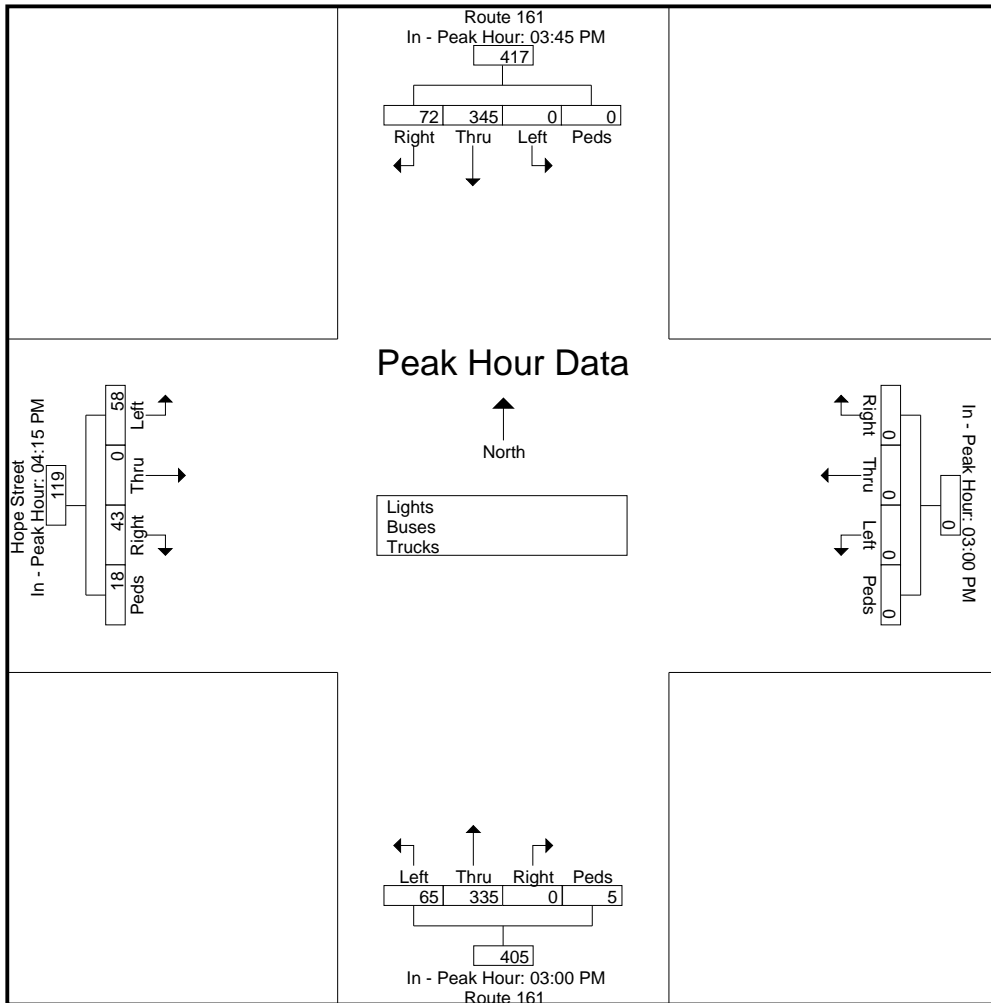 Route 161
In - Peak Hour: 03:45 PM
417
72 345 0 0
Right Thru Left Peds
Peak Hour Data
North
Lights
Buses
Trucks
Hope Street
In - Peak Hour: 04:15 PM
119
58 0 43 18
Left Thru Right Peds
In - Peak Hour: 03:00 PM
0
0 0 0 0
Right Thru Left Peds
Left Thru Right Peds
65 335 0 5
405
In - Peak Hour: 03:00 PM
Route 161